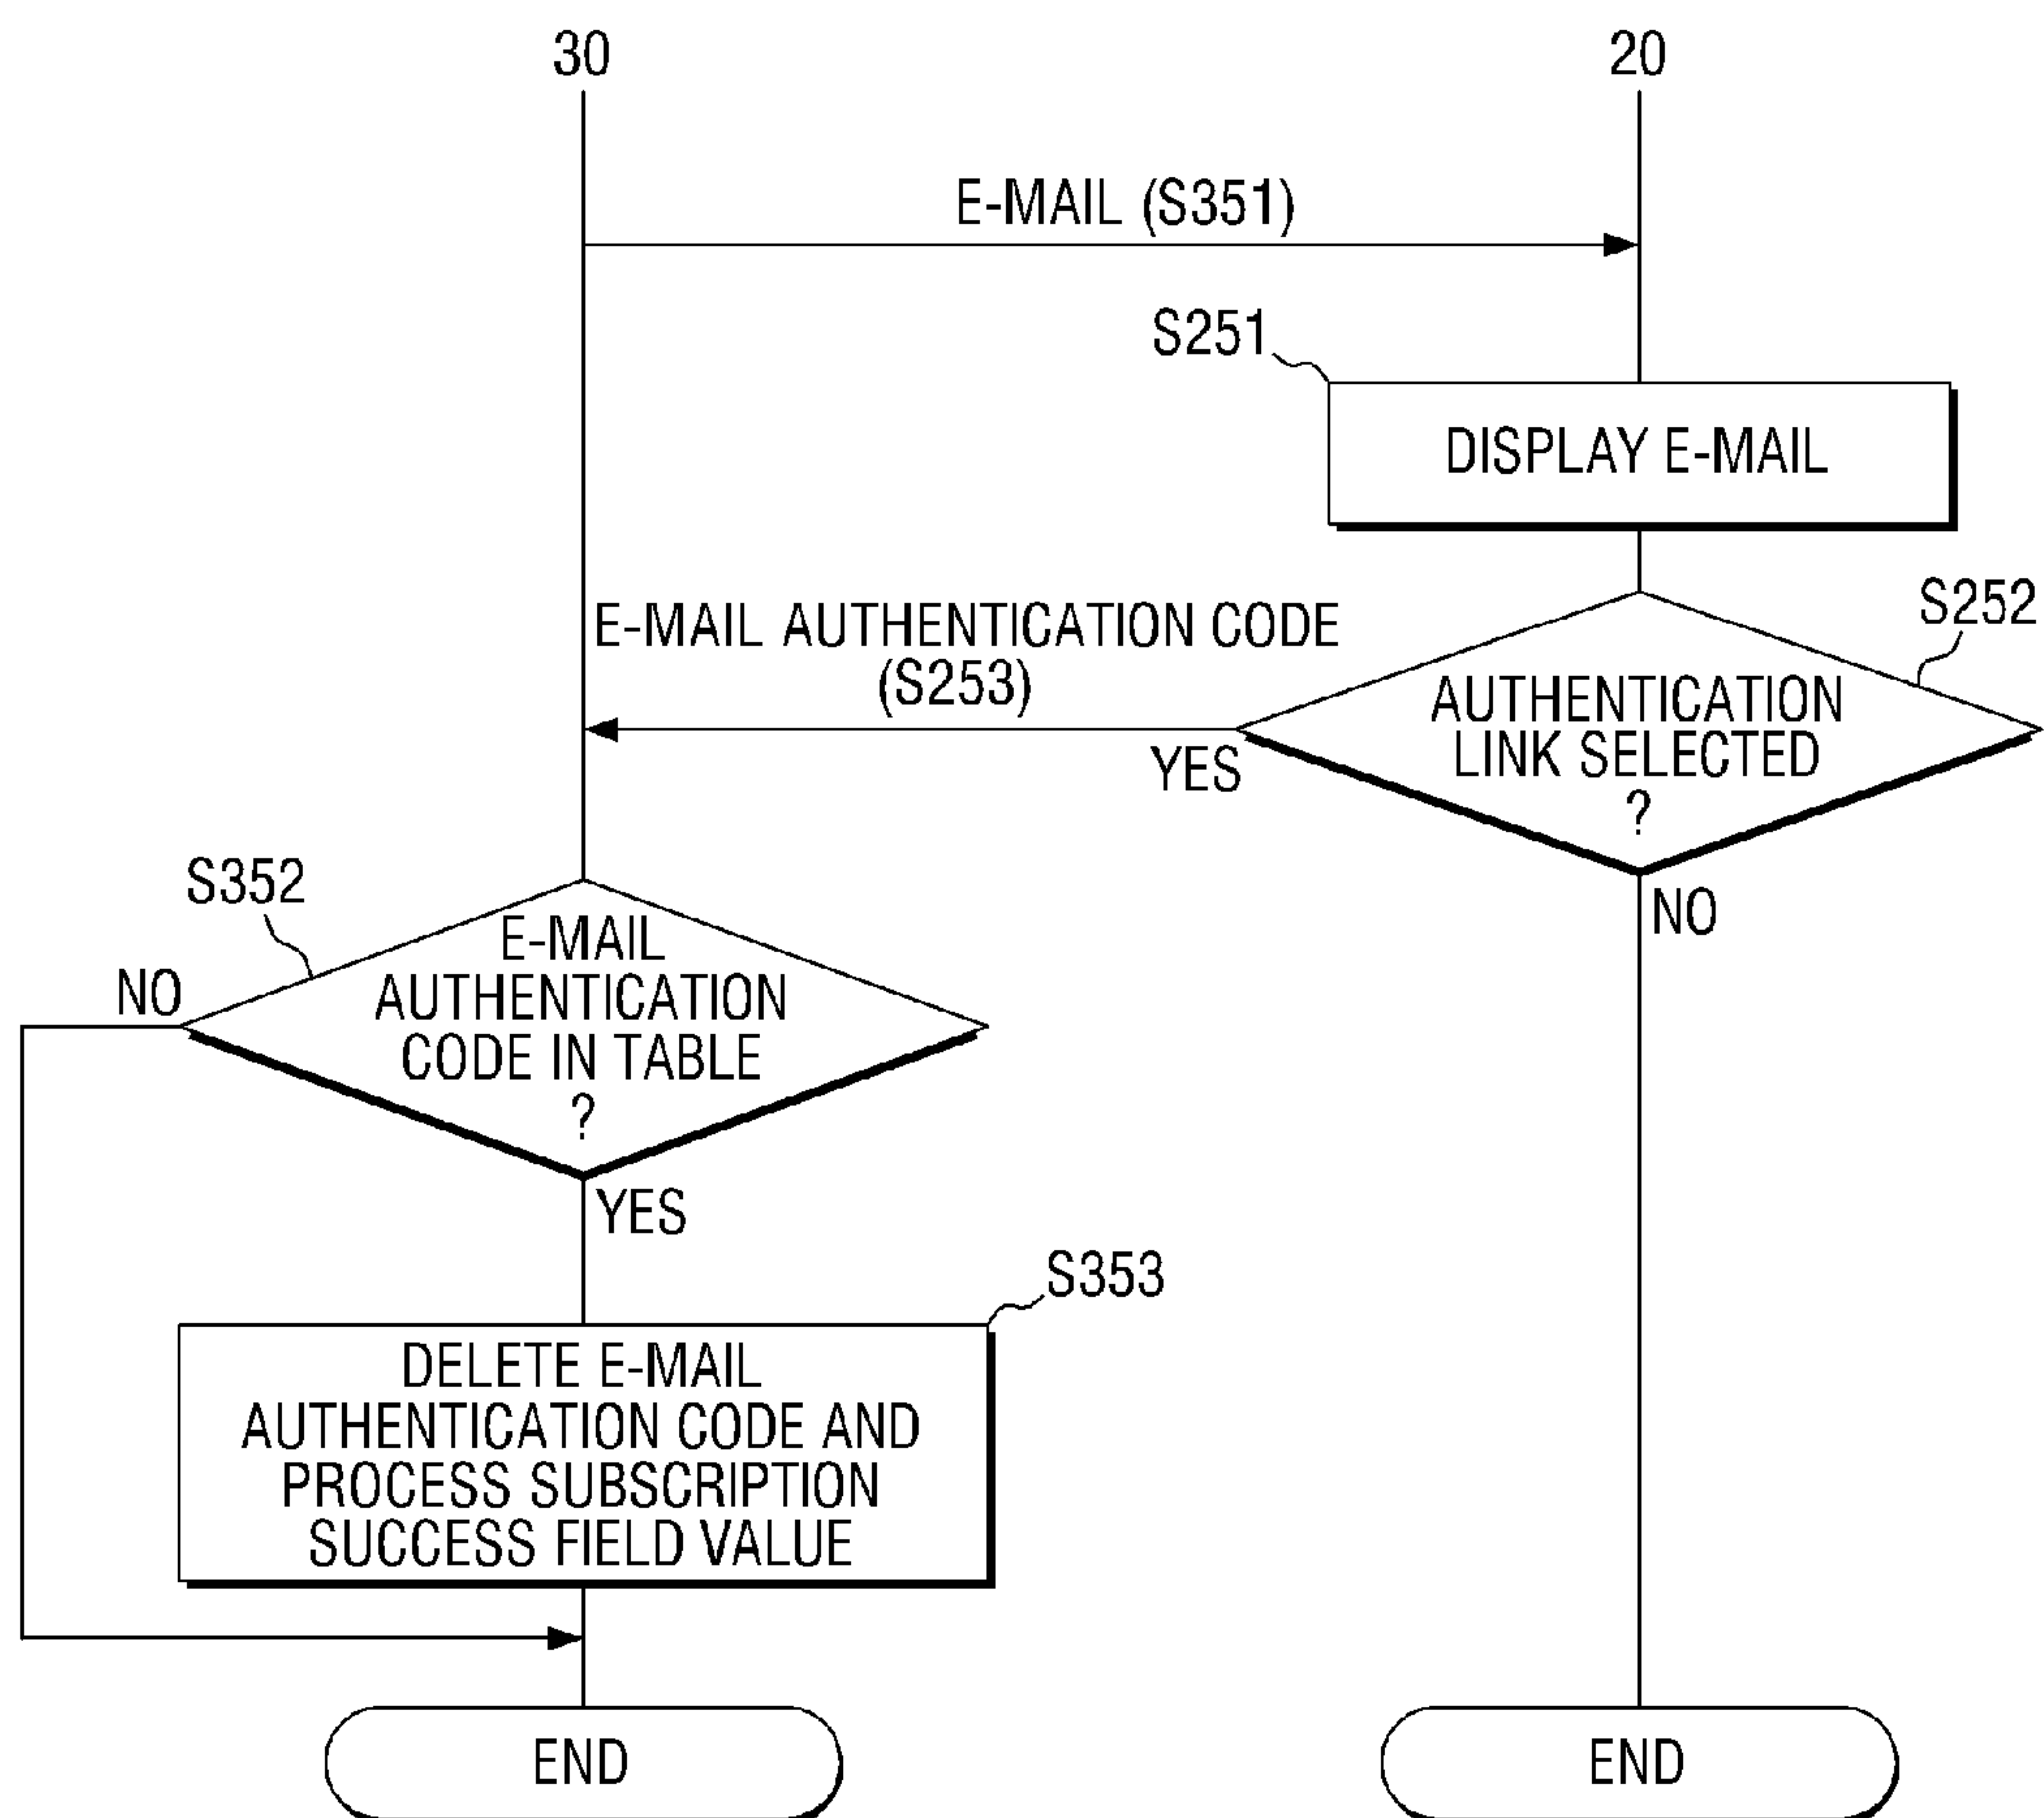 30
20
E-MAIL (S351)
S251
DISPLAY E-MAIL
E-MAIL AUTHENTICATION CODE
(S253)
S252
AUTHENTICATION
LINK SELECTED
?
YES
NO
S352
E-MAIL
AUTHENTICATION
CODE IN TABLE
?
NO
YES
S353
DELETE E-MAIL
AUTHENTICATION CODE AND
PROCESS SUBSCRIPTION
SUCCESS FIELD VALUE
END
END